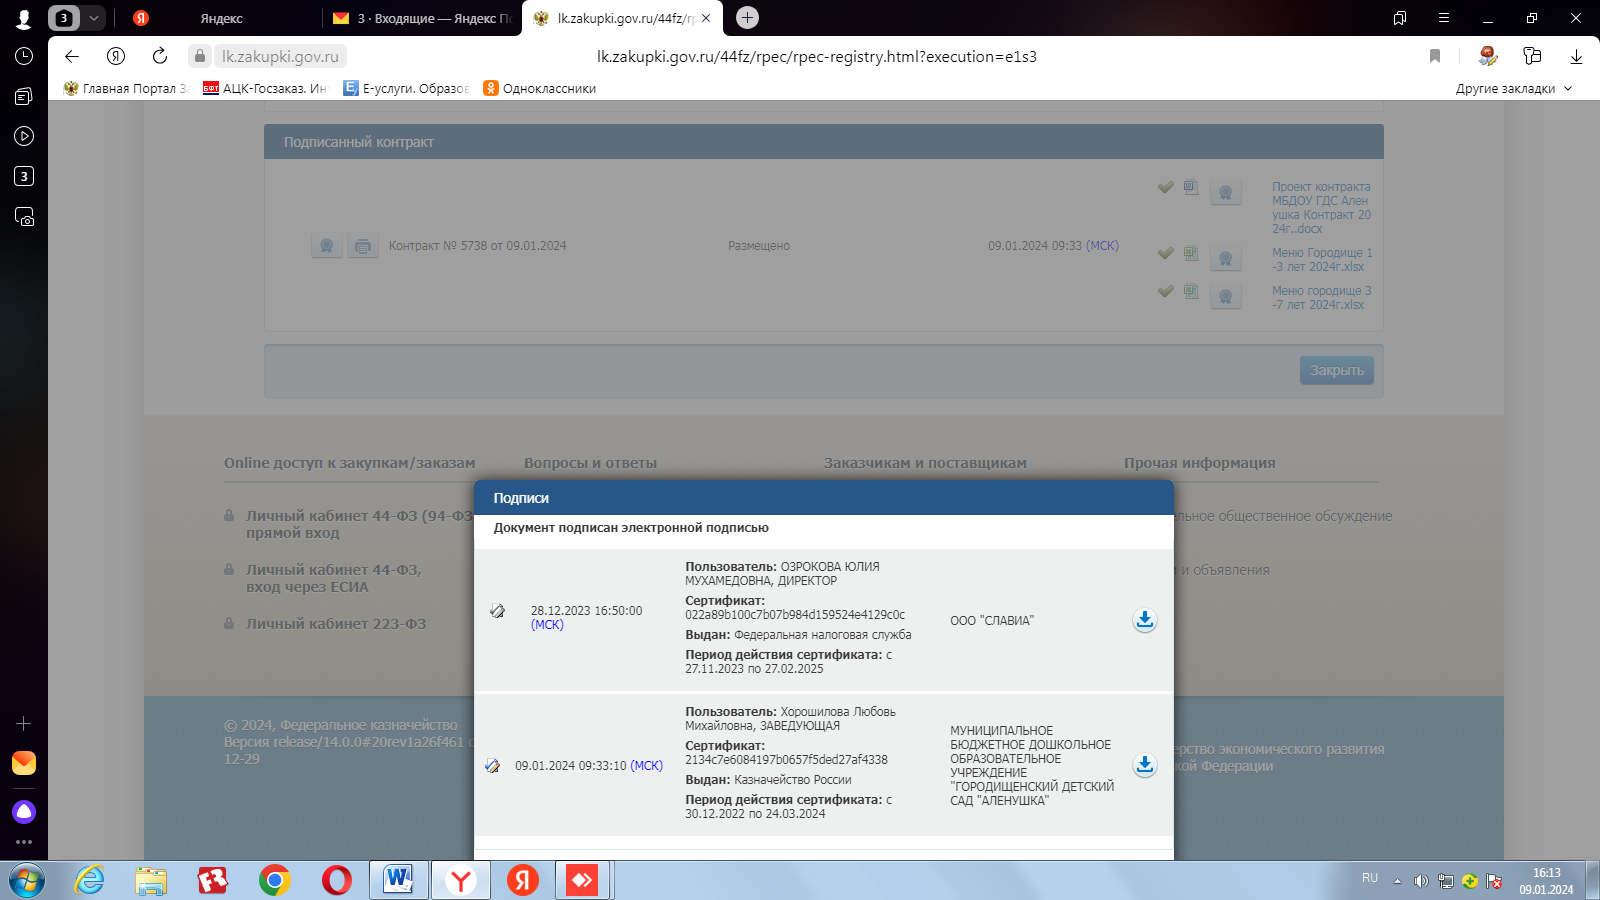 3
Яндекс
3 · Входящие — Яндекс По
lk.zakupki.gov.ru/44fz/rp
lk.zakupki.gov.ru
lk.zakupki.gov.ru/44fz/rpec/rpec-registry.html?execution=e1s3
Главная Портал За
АЦК-Госзаказ. Инт
Е-услуги. Образов
Одноклассники
Другие закладки
3
Подписанный контракт
Контракт № 5738 от 09.01.2024
Размещено
09.01.2024 09:33 (МСК)
Проект контракта
МБДОУ ГДС Ален
ушка Контракт 20
24г..docx
Меню Городище 1
-3 лет 2024г.xlsx
Меню городище 3
-7 лет 2024г.xlsx
Закрыть
Online доступ к закупкам/заказам
Вопросы и ответы
Заказчикам и поставщикам
Прочая информация
Личный кабинет 44-ФЗ (94-ФЗ
прямой вход
Личный кабинет 44-ФЗ,
вход через ЕСИА
Личный кабинет 223-ФЗ
льное общественное обсуждение
и и объявления
© 2024, Федеральное казначейство
Версия release/14.0.0#20rev1a26f461 о
12-29
ерство экономического развития
кой Федерации
Подписи
Документ подписан электронной подписью
28.12.2023 16:50:00
(МСК)
Пользователь: ОЗРОКОВА ЮЛИЯ
МУХАМЕДОВНА, ДИРЕКТОР
Сертификат:
022a89b100c7b07b984d159524e4129c0c
Выдан: Федеральная налоговая служба
Период действия сертификата: с
27.11.2023 по 27.02.2025
ООО "СЛАВИА"
09.01.2024 09:33:10 (МСК)
Пользователь: Хорошилова Любовь
Михайловна, ЗАВЕДУЮЩАЯ
Сертификат:
2134c7e6084197b0657f5ded27af4338
Выдан: Казначейство России
Период действия сертификата: с
30.12.2022 по 24.03.2024
МУНИЦИПАЛЬНОЕ
БЮДЖЕТНОЕ ДОШКОЛЬНОЕ
ОБРАЗОВАТЕЛЬНОЕ
УЧРЕЖДЕНИЕ
"ГОРОДИЩЕНСКИЙ ДЕТСКИЙ
САД "АЛЕНУШКА"
RU
16:13
09.01.2024